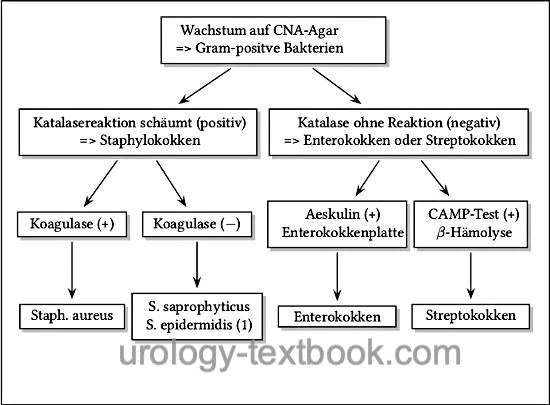 Wachstum auf CNA-Agar
=> Gram-positve Bakterien
Katalasereaktion schäumt (positiv)
=> Staphylokokken
Katalase ohne Reaktion (negativ)
=> Enterokokken oder Streptokokken
Koagulase (+)
Koagulase (−)
Aeskulin (+)
Enterokokkenplatte
CAMP-Test (+)
β-Hämolyse
Staph. aureus
S. saprophyticus
S. epidermidis (1)
Enterokokken
Streptokokken
urology-textbook.com